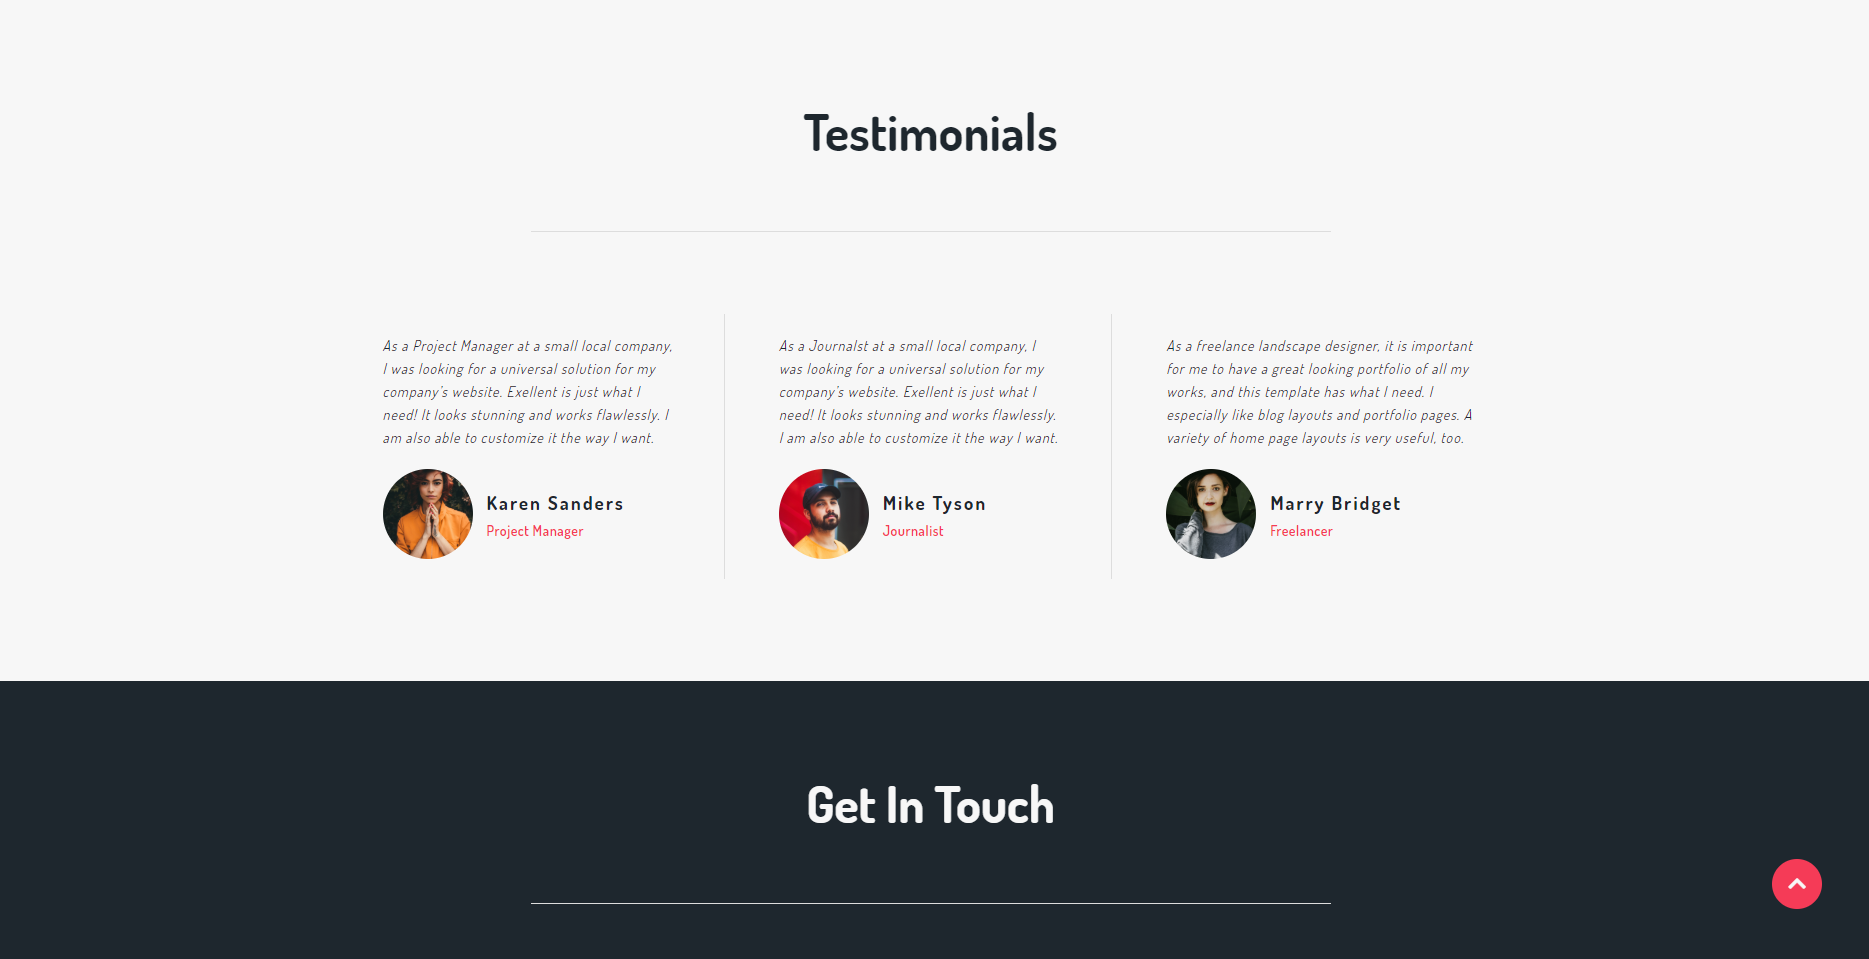 Testimonials
As a Project Manager at a small local company,
I was looking for a universal solution for my
company's website. Exellent is just what I
need! It looks stunning and works flawlessly. I
am also able to customize it the way I want.
Karen Sanders
Project Manager
As a Journalst at a small local company, I
was looking for a universal solution for my
company's website. Exellent is just what I
need! It looks stunning and works flawlessly.
I am also able to customize it the way I want.
Mike Tyson
Journalist
As a freelance landscape designer, it is important
for me to have a great looking portfolio of all my
works, and this template has what I need. I
especially like blog layouts and portfolio pages. A
variety of home page layouts is very useful, too.
Marry Bridget
Freelancer
Get In Touch